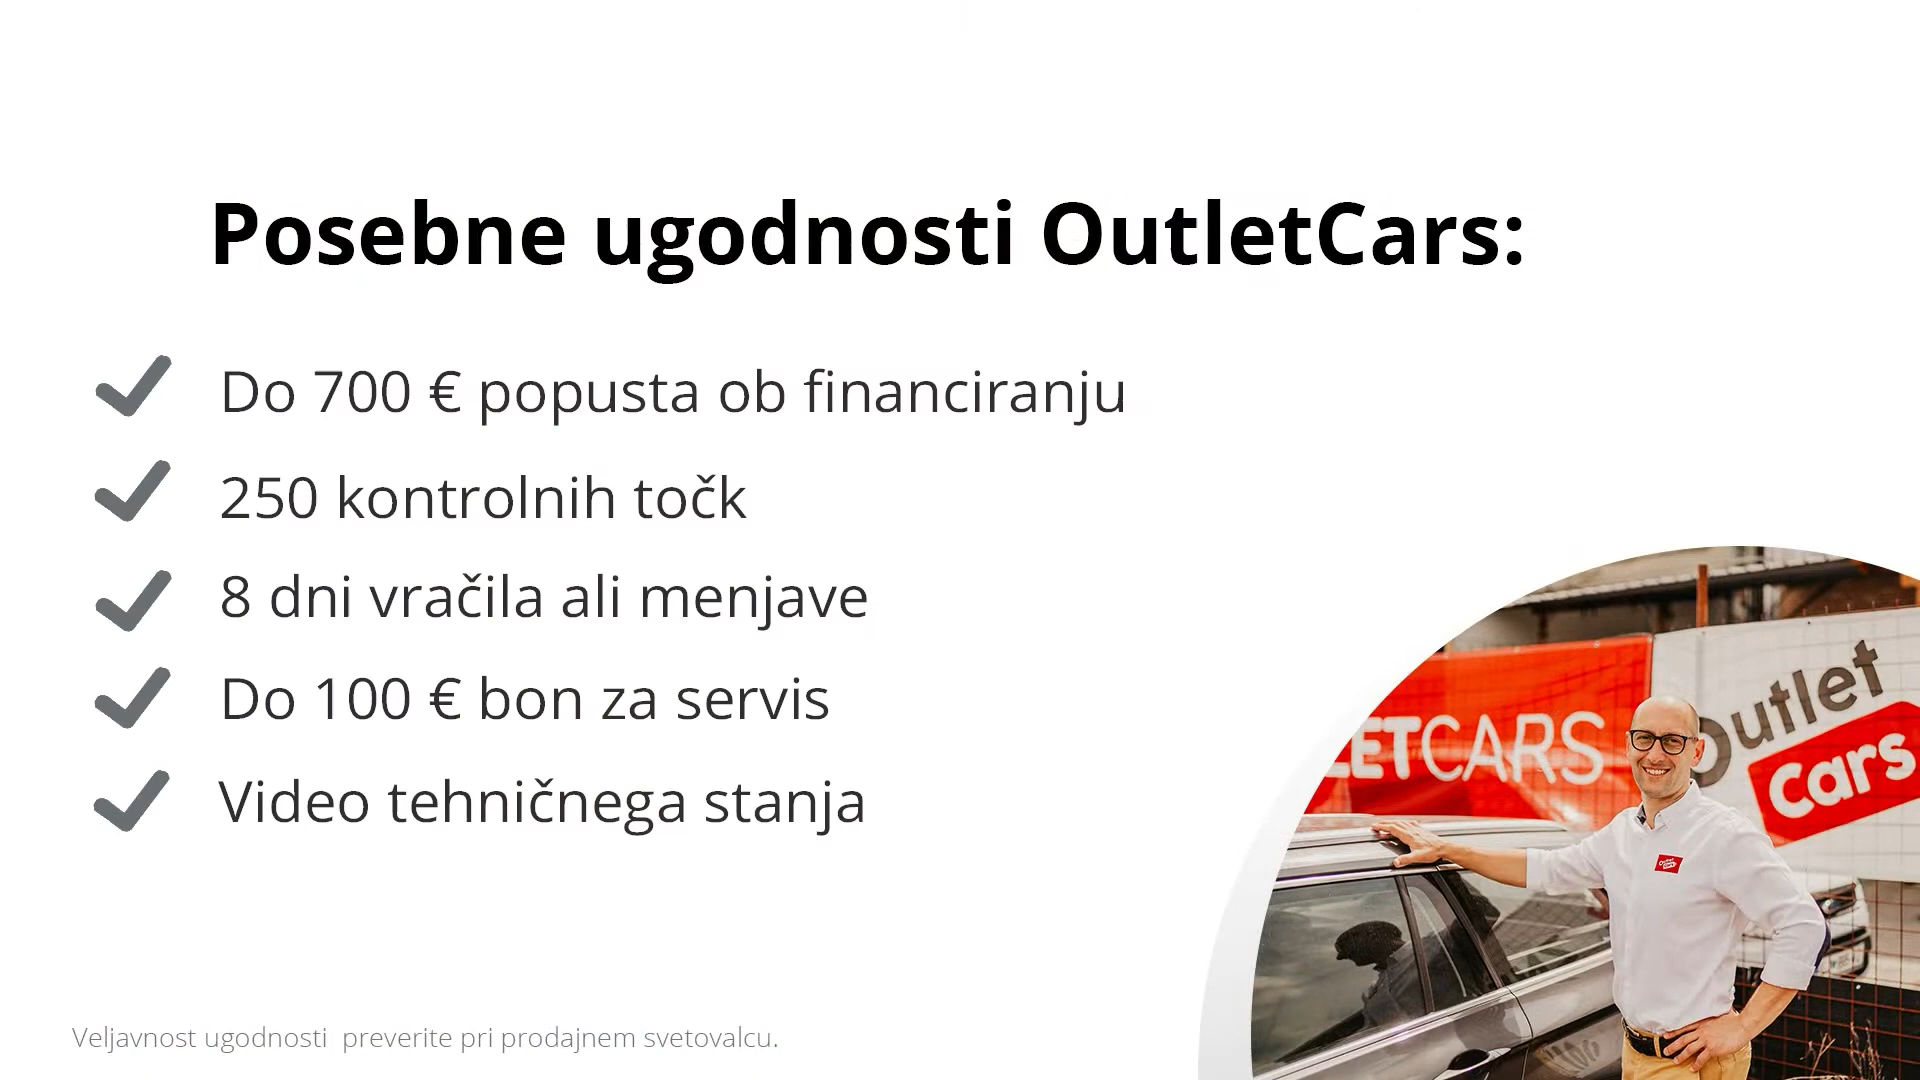 Posebne ugodnosti OutletCars:
Do 700 € popusta ob financiranju
250 kontrolnih točk
8 dni vračila ali menjave
Do 100 € bon za servis
Video tehničnega stanja
LETCARS
Outlet
Cars
Veljavnost ugodnosti  preverite pri prodajnem svetovalcu.